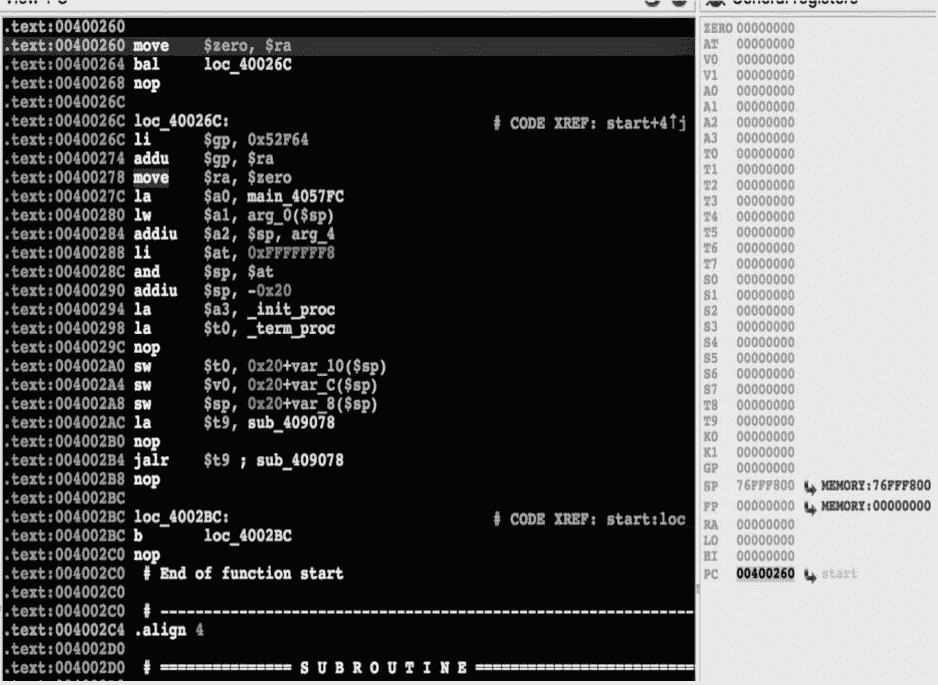 .text:00400260
.text:00400260 move $zero, $ra
.text:00400264 bal loc_40026C
.text:00400268 nop
.text:0040026C
.text:0040026C loc_40026C: # CODE XREF: start+4↑j
.text:0040026C li $gp, 0x52F64
.text:00400274 addu $gp, $ra
.text:00400278 move $ra, $zero
.text:0040027C la $a0, main_4057FC
.text:00400280 lw $a1, arg_0($sp)
.text:00400284 addiu $a2, $sp, arg_4
.text:00400288 li $at, 0xFFFFFFF8
.text:0040028C and $sp, $at
.text:00400290 addiu $sp, -0x20
.text:00400294 la $a3, _init_proc
.text:00400298 la $t0, _term_proc
.text:0040029C nop
.text:004002A0 sw $t0, 0x20+var_10($sp)
.text:004002A4 sw $v0, 0x20+var_C($sp)
.text:004002A8 sw $sp, 0x20+var_8($sp)
.text:004002AC la $t9, sub_409078
.text:004002B0 nop
.text:004002B4 jalr $t9 ; sub_409078
.text:004002B8 nop
.text:004002BC
.text:004002BC loc_4002BC: # CODE XREF: start:loc
.text:004002BC b loc_4002BC
.text:004002C0 nop
.text:004002C0 # End of function start
.text:004002C0
.text:004002C0 # ---------------------------------------------------------
.text:004002C4 .align 4
.text:004002D0
.text:004002D0 # =============== S U B R O U T I N E =======================
General registers
ZERO 00000000
AT 00000000
V0 00000000
V1 00000000
A0 00000000
A1 00000000
A2 00000000
A3 00000000
T0 00000000
T1 00000000
T2 00000000
T3 00000000
T4 00000000
T5 00000000
T6 00000000
T7 00000000
S0 00000000
S1 00000000
S2 00000000
S3 00000000
S4 00000000
S5 00000000
S6 00000000
S7 00000000
T8 00000000
T9 00000000
K0 00000000
K1 00000000
GP 00000000
SP 76FFF800 MEMORY:76FFF800
FP 00000000 MEMORY:00000000
RA 00000000
LO 00000000
HI 00000000
PC 00400260 start